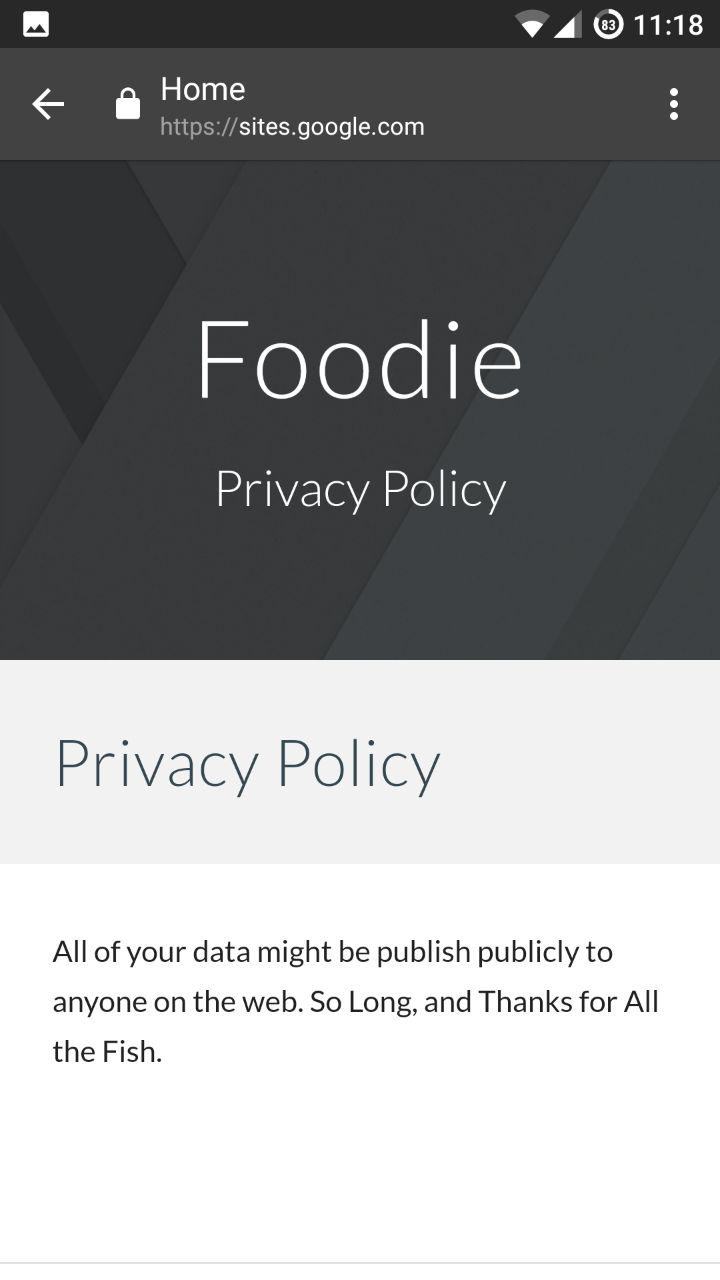 83 11:18
Home
https://sites.google.com
Foodie
Privacy Policy
Privacy Policy
All of your data might be publish publicly to
anyone on the web. So Long, and Thanks for All
the Fish.